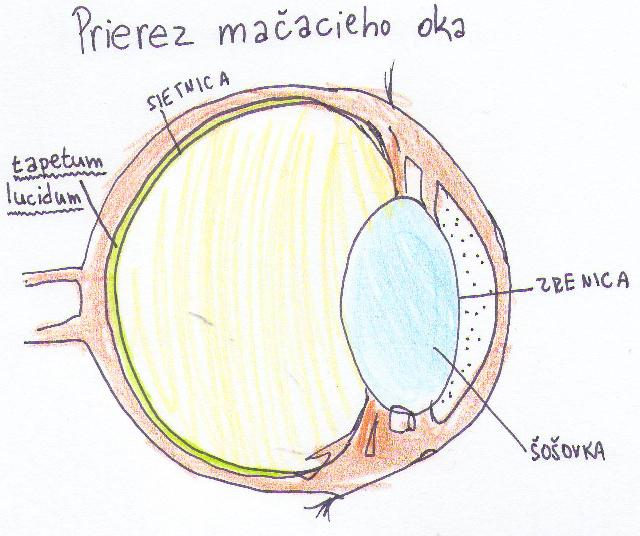 Prierez mačacieho oka
SIETNICA
tapetum
lucidum
ZRENICA
ŠOŠOVKA